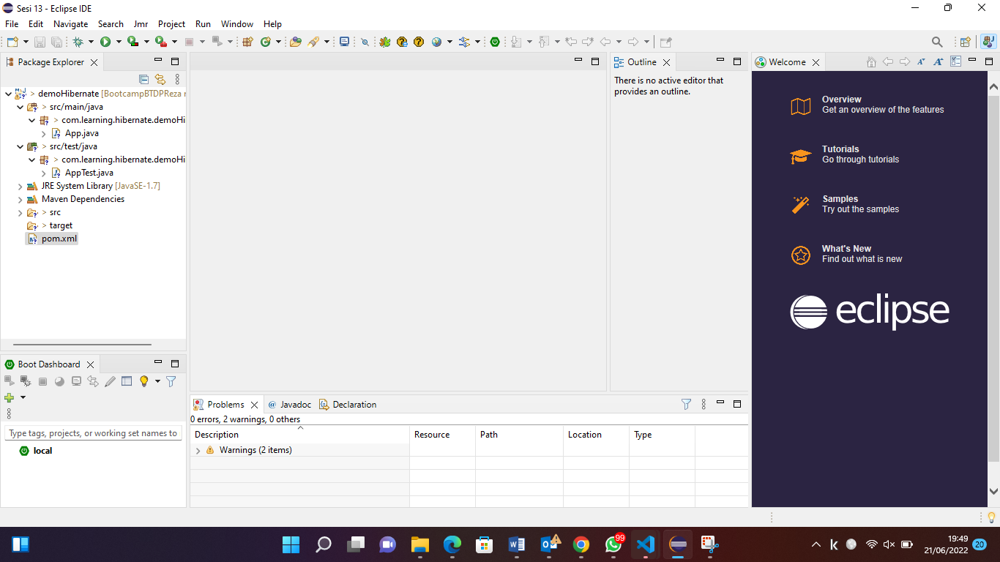 Sesi 13 - Eclipse IDE
File Edit Navigate Search Jmr Project Run Window Help
Package Explorer
> demoHibernate [BootcampBTDPReza r
> src/main/java
> com.learning.hibernate.demoHi
App.java
> src/test/java
> com.learning.hibernate.demoHi
AppTest.java
JRE System Library [JavaSE-1.7]
Maven Dependencies
> src
> target
pom.xml
Boot Dashboard
Type tags, projects, or working set names to
local
Outline
There is no active editor that
provides an outline.
Problems @ Javadoc Declaration
0 errors, 2 warnings, 0 others
Description Resource Path Location Type
Warnings (2 items)
Welcome
Overview
Get an overview of the features
Tutorials
Go through tutorials
Samples
Try out the samples
What's New
Find out what is new
eclipse
99
19:49
21/06/2022
20